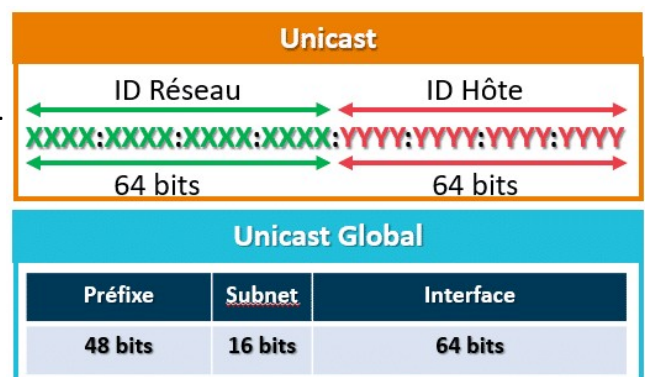 Unicast
ID Réseau ID Hôte
XXXX:XXXX:XXXX:XXXX:YYYY:YYYY:YYYY:YYYY
64 bits 64 bits
Unicast Global
Préfixe Subnet Interface
48 bits 16 bits 64 bits